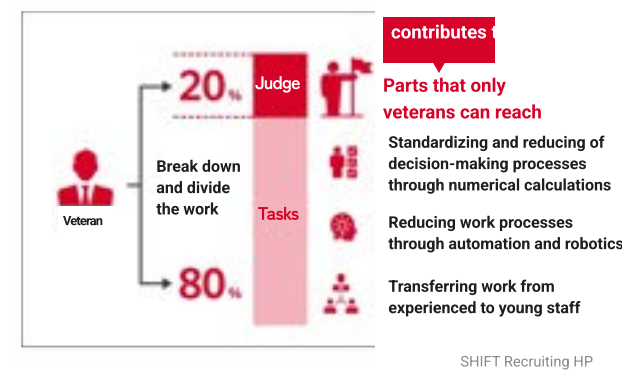 contributes
20%
Judge
Parts that only
veterans can reach
Break down
and divide
the work
Veteran
Tasks
Standardizing and reducing of
decision-making processes
through numerical calculations
Reducing work processes
through automation and robotics
80%
Transferring work from
experienced to young staff
SHIFT Recruiting HP